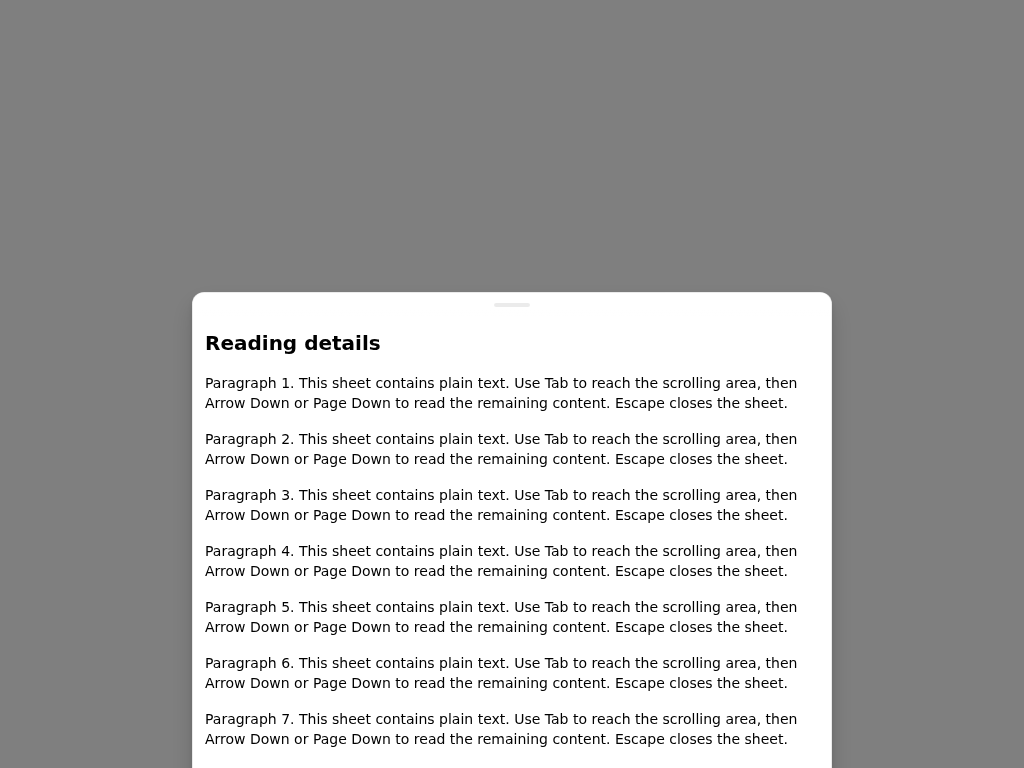 Reading details
Paragraph 1. This sheet contains plain text. Use Tab to reach the scrolling area, then
Arrow Down or Page Down to read the remaining content. Escape closes the sheet.
Paragraph 2. This sheet contains plain text. Use Tab to reach the scrolling area, then
Arrow Down or Page Down to read the remaining content. Escape closes the sheet.
Paragraph 3. This sheet contains plain text. Use Tab to reach the scrolling area, then
Arrow Down or Page Down to read the remaining content. Escape closes the sheet.
Paragraph 4. This sheet contains plain text. Use Tab to reach the scrolling area, then
Arrow Down or Page Down to read the remaining content. Escape closes the sheet.
Paragraph 5. This sheet contains plain text. Use Tab to reach the scrolling area, then
Arrow Down or Page Down to read the remaining content. Escape closes the sheet.
Paragraph 6. This sheet contains plain text. Use Tab to reach the scrolling area, then
Arrow Down or Page Down to read the remaining content. Escape closes the sheet.
Paragraph 7. This sheet contains plain text. Use Tab to reach the scrolling area, then
Arrow Down or Page Down to read the remaining content. Escape closes the sheet.